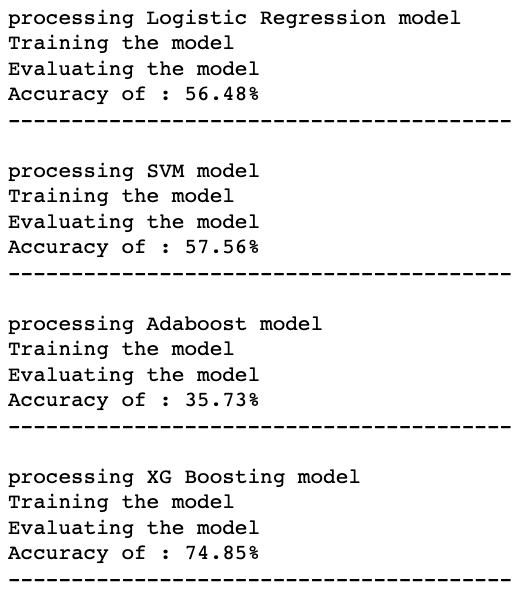 processing Logistic Regression model
Training the model
Evaluating the model
Accuracy of : 56.48%
----------------------------------------
processing SVM model
Training the model
Evaluating the model
Accuracy of : 57.56%
----------------------------------------
processing Adaboost model
Training the model
Evaluating the model
Accuracy of : 35.73%
----------------------------------------
processing XG Boosting model
Training the model
Evaluating the model
Accuracy of : 74.85%
----------------------------------------